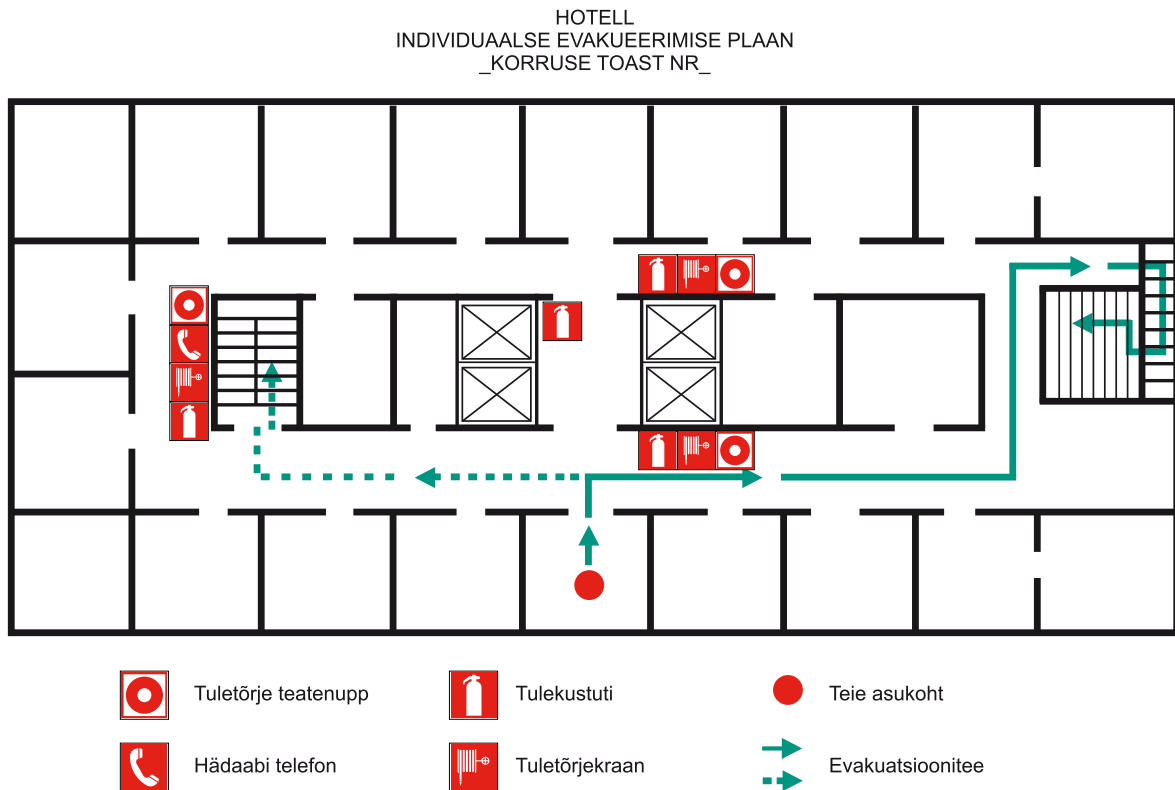 HOTELL
INDIVIDUAALSE EVAKUEERIMISE PLAAN
_KORRUSE TOAST NR_
Tuletõrje teatenupp
Tulekustuti
Teie asukoht
Hädaabi telefon
Tuletõrjekraan
Evakuatsioonitee